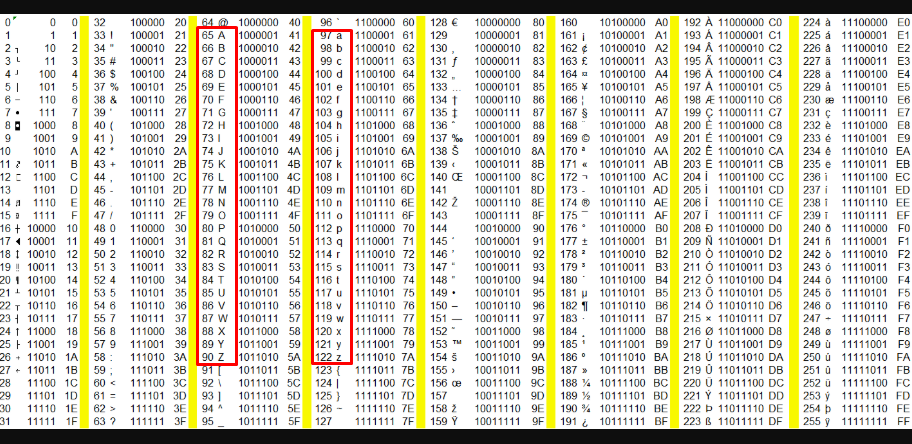 0 0 0 32 100000 20 64 @ 1000000 40 96 ` 1100000 60 128 € 10000000 80 160 10100000 A0 192 À 11000000 C0 224 à 11100000 E0
1 1 1 33 ! 100001 21 65 A 1000001 41 97 a 1100001 61 129 10000001 81 161 ¡ 10100001 A1 193 Á 11000001 C1 225 á 11100001 E1
2 ┐ 10 2 34 " 100010 22 66 B 1000010 42 98 b 1100010 62 130 ‚ 10000010 82 162 ¢ 10100010 A2 194 Â 11000010 C2 226 â 11100010 E2
3 └ 11 3 35 # 100011 23 67 C 1000011 43 99 c 1100011 63 131 ƒ 10000011 83 163 £ 10100011 A3 195 Ã 11000011 C3 227 ã 11100011 E3
4 ┘ 100 4 36 $ 100100 24 68 D 1000100 44 100 d 1100100 64 132 „ 10000100 84 164 ¤ 10100100 A4 196 Ä 11000100 C4 228 ä 11100100 E4
5 | 101 5 37 % 100101 25 69 E 1000101 45 101 e 1100101 65 133 … 10000101 85 165 ¥ 10100101 A5 197 Å 11000101 C5 229 å 11100101 E5
6 – 110 6 38 & 100110 26 70 F 1000110 46 102 f 1100110 66 134 † 10000110 86 166 ¦ 10100110 A6 198 Æ 11000110 C6 230 æ 11100110 E6
7 • 111 7 39 ' 100111 27 71 G 1000111 47 103 g 1100111 67 135 ‡ 10000111 87 167 § 10100111 A7 199 Ç 11000111 C7 231 ç 11100111 E7
8 ◘ 1000 8 40 ( 101000 28 72 H 1001000 48 104 h 1101000 68 136 ˆ 10001000 88 168 ¨ 10101000 A8 200 È 11001000 C8 232 è 11101000 E8
9 1001 9 41 ) 101001 29 73 I 1001001 49 105 i 1101001 69 137 ‰ 10001001 89 169 © 10101001 A9 201 É 11001001 C9 233 é 11101001 E9
10 1010 A 42 * 101010 2A 74 J 1001010 4A 106 j 1101010 6A 138 Š 10001010 8A 170 ª 10101010 AA 202 Ê 11001010 CA 234 ê 11101010 EA
11 1011 B 43 + 101011 2B 75 K 1001011 4B 107 k 1101011 6B 139 ‹ 10001011 8B 171 « 10101011 AB 203 Ë 11001011 CB 235 ë 11101011 EB
12 1100 C 44 , 101100 2C 76 L 1001100 4C 108 l 1101100 6C 140 Œ 10001100 8C 172 ¬ 10101100 AC 204 Ì 11001100 CC 236 ì 11101100 EC
13 1101 D 45 - 101101 2D 77 M 1001101 4D 109 m 1101101 6D 141 10001101 8D 173 - 10101101 AD 205 Í 11001101 CD 237 í 11101101 ED
14 ♫ 1110 E 46 . 101110 2E 78 N 1001110 4E 110 n 1101110 6E 142 Ž 10001110 8E 174 ® 10101110 AE 206 Î 11001110 CE 238 î 11101110 EE
15 1111 F 47 / 101111 2F 79 O 1001111 4F 111 o 1101111 6F 143 10001111 8F 175 ¯ 10101111 AF 207 Ï 11001111 CF 239 ï 11101111 EF
16 10000 10 48 0 110000 30 80 P 1010000 50 112 p 1110000 70 144 10010000 90 176 ° 10110000 B0 208 Ð 11010000 D0 240 ð 11110000 F0
17 ◄ 10001 11 49 1 110001 31 81 Q 1010001 51 113 q 1110001 71 145 ‘ 10010001 91 177 ± 10110001 B1 209 Ñ 11010001 D1 241 ñ 11110001 F1
18 ↕ 10010 12 50 2 110010 32 82 R 1010010 52 114 r 1110010 72 146 ’ 10010010 92 178 ² 10110010 B2 210 Ò 11010010 D2 242 ò 11110010 F2
19 ‼ 10011 13 51 3 110011 33 83 S 1010011 53 115 s 1110011 73 147 “ 10010011 93 179 ³ 10110011 B3 211 Ó 11010011 D3 243 ó 11110011 F3
20 ¶ 10100 14 52 4 110100 34 84 T 1010100 54 116 t 1110100 74 148 ” 10010100 94 180 ´ 10110100 B4 212 Ô 11010100 D4 244 ô 11110100 F4
21 ┴ 10101 15 53 5 110101 35 85 U 1010101 55 117 u 1110101 75 149 • 10010101 95 181 µ 10110101 B5 213 Õ 11010101 D5 245 õ 11110101 F5
22 ┬ 10110 16 54 6 110110 36 86 V 1010110 56 118 v 1110110 76 150 – 10010110 96 182 ¶ 10110110 B6 214 Ö 11010110 D6 246 ö 11110110 F6
23 ┤ 10111 17 55 7 110111 37 87 W 1010111 57 119 w 1110111 77 151 — 10010111 97 183 · 10110111 B7 215 × 11010111 D7 247 ÷ 11110111 F7
24 ↑ 11000 18 56 8 111000 38 88 X 1011000 58 120 x 1111000 78 152 ˜ 10011000 98 184 ¸ 10111000 B8 216 Ø 11011000 D8 248 ø 11111000 F8
25 ├ 11001 19 57 9 111001 39 89 Y 1011001 59 121 y 1111001 79 153 ™ 10011001 99 185 ¹ 10111001 B9 217 Ù 11011001 D9 249 ù 11111001 F9
26 → 11010 1A 58 : 111010 3A 90 Z 1011010 5A 122 z 1111010 7A 154 š 10011010 9A 186 º 10111010 BA 218 Ú 11011010 DA 250 ú 11111010 FA
27 ← 11011 1B 59 ; 111011 3B 91 [ 1011011 5B 123 { 1111011 7B 155 › 10011011 9B 187 » 10111011 BB 219 Û 11011011 DB 251 û 11111011 FB
28 11100 1C 60 < 111100 3C 92 \ 1011100 5C 124 | 1111100 7C 156 œ 10011100 9C 188 ¼ 10111100 BC 220 Ü 11011100 DC 252 ü 11111100 FC
29 11101 1D 61 = 111101 3D 93 ] 1011101 5D 125 } 1111101 7D 157 10011101 9D 189 ½ 10111101 BD 221 Ý 11011101 DD 253 ý 11111101 FD
30 11110 1E 62 > 111110 3E 94 ^ 1011110 5E 126 ~ 1111110 7E 158 ž 10011110 9E 190 ¾ 10111110 BE 222 Þ 11011110 DE 254 þ 11111110 FE
31 11111 1F 63 ? 111111 3F 95 _ 1011111 5F 127 1111111 7F 159 Ÿ 10011111 9F 191 ¿ 10111111 BF 223 ß 11011111 DF 255 ÿ 11111111 FF